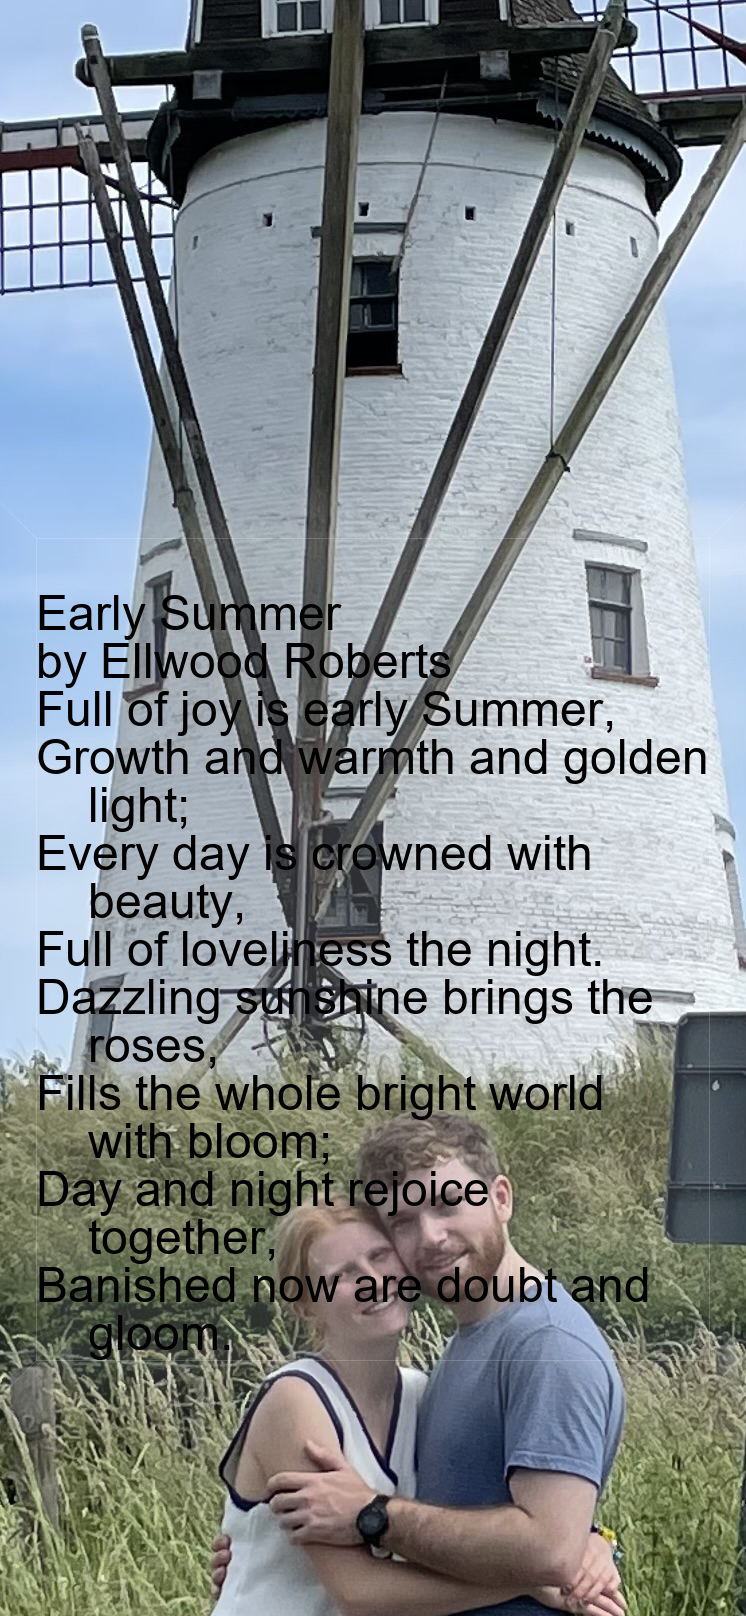 Early Summer
by Ellwood Roberts
Full of joy is early Summer,
Growth and warmth and golden
light;
Every day is crowned with
beauty,
Full of loveliness the night.
Dazzling sunshine brings the
roses,
Fills the whole bright world
with bloom;
Day and night rejoice
together,
Banished now are doubt and
gloom.